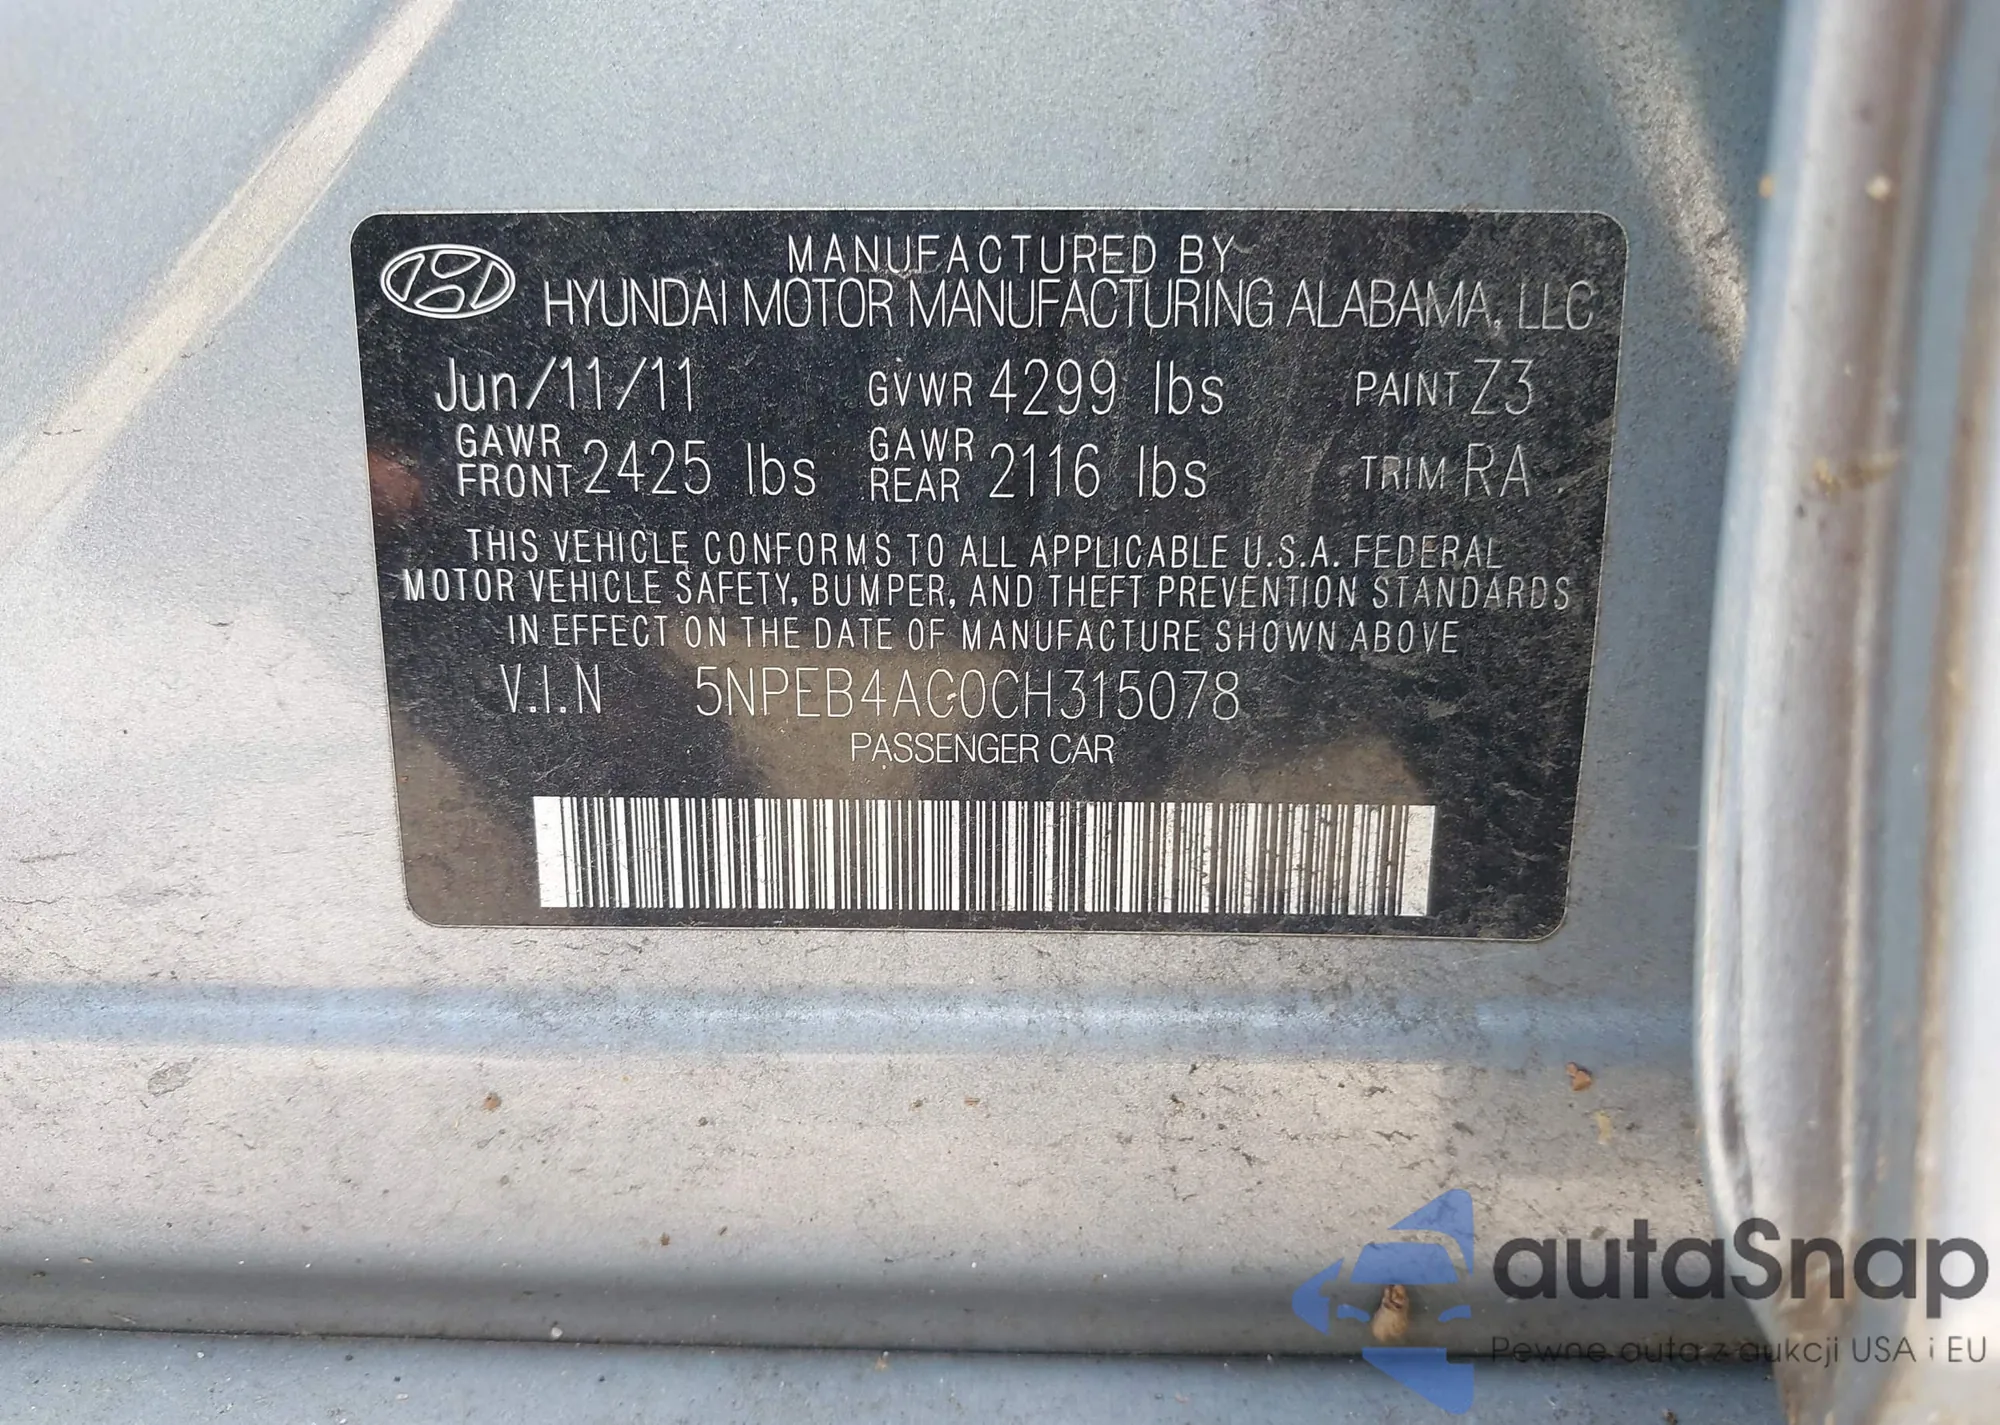 MANUFACTURED BY
HYUNDAI MOTOR MANUFACTURING ALABAMA, LLC
Jun/11/11 GVWR 4299 lbs PAINT Z3
GAWR FRONT 2425 lbs GAWR REAR 2116 lbs TRIM RA
THIS VEHICLE CONFORMS TO ALL APPLICABLE U.S.A. FEDERAL
MOTOR VEHICLE SAFETY, BUMPER, AND THEFT PREVENTION STANDARDS
IN EFFECT ON THE DATE OF MANUFACTURE SHOWN ABOVE
V.I.N 5NPEB4AC0CH315078
PASSENGER CAR
autaSnap
Pewne auta z aukcji USA i EU